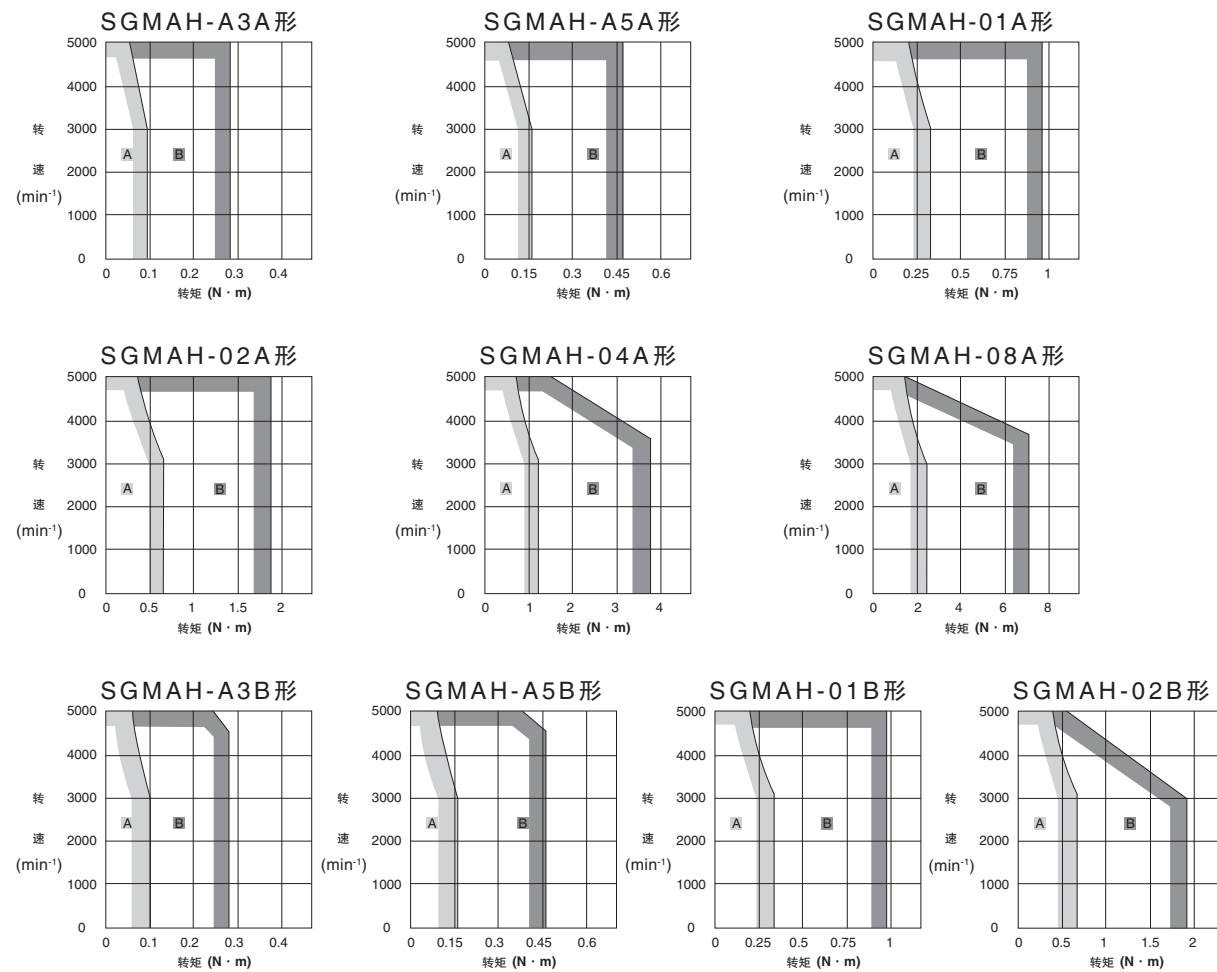 SGMAH-A3A形
5000
4000
转
3000
A
B
速
2000
(min-1)
1000
0
0 0.1 0.2 0.3 0.4
转矩 (N · m)
SGMAH-A5A形
5000
4000
转
3000
A
B
速
2000
(min-1)
1000
0
0 0.15 0.3 0.45 0.6
转矩 (N · m)
SGMAH-01A形
5000
4000
转
3000
A
B
速
2000
(min-1)
1000
0
0 0.25 0.5 0.75 1
转矩 (N · m)
SGMAH-02A形
5000
4000
转
3000
A
B
速
2000
(min-1)
1000
0
0 0.5 1 1.5 2
转矩 (N · m)
SGMAH-04A形
5000
4000
转
3000
A
B
速
2000
(min-1)
1000
0
0 1 2 3 4
转矩 (N · m)
SGMAH-08A形
5000
4000
转
3000
A
B
速
2000
(min-1)
1000
0
0 2 4 6 8
转矩 (N · m)
SGMAH-A3B形
5000
4000
转
3000
A
B
速
2000
(min-1)
1000
0
0 0.1 0.2 0.3 0.4
转矩 (N · m)
SGMAH-A5B形
5000
4000
转
3000
A
B
速
2000
(min-1)
1000
0
0 0.15 0.3 0.45 0.6
转矩 (N · m)
SGMAH-01B形
5000
4000
转
3000
A
B
速
2000
(min-1)
1000
0
0 0.25 0.5 0.75 1
转矩 (N · m)
SGMAH-02B形
5000
4000
转
3000
A
B
速
2000
(min-1)
1000
0
0 0.5 1 1.5 2
转矩 (N · m)